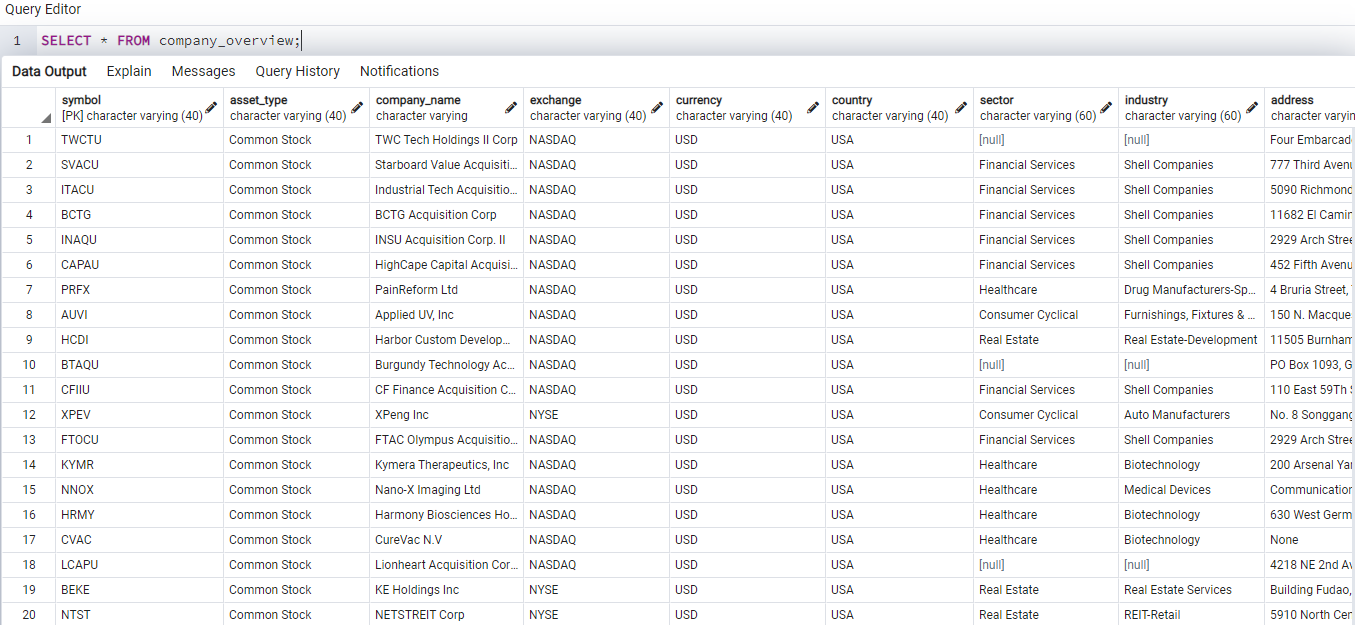 Query Editor
1 SELECT * FROM company_overview;
Data Output Explain Messages Query History Notifications
symbol asset_type company_name exchange currency country sector industry address
[PK] character varying (40) character varying (40) character varying character varying (40) character varying (40) character varying (40) character varying (60) character varying (60) character varyin
1 TWCTU Common Stock TWC Tech Holdings II Corp NASDAQ USD USA [null] [null] Four Embarcad
2 SVACU Common Stock Starboard Value Acquisiti... NASDAQ USD USA Financial Services Shell Companies 777 Third Avenu
3 ITACU Common Stock Industrial Tech Acquisitio... NASDAQ USD USA Financial Services Shell Companies 5090 Richmond
4 BCTG Common Stock BCTG Acquisition Corp NASDAQ USD USA Financial Services Shell Companies 11682 El Camin
5 INAQU Common Stock INSU Acquisition Corp. II NASDAQ USD USA Financial Services Shell Companies 2929 Arch Stree
6 CAPAU Common Stock HighCape Capital Acquisi... NASDAQ USD USA Financial Services Shell Companies 452 Fifth Avenu
7 PRFX Common Stock PainReform Ltd NASDAQ USD USA Healthcare Drug Manufacturers-Sp... 4 Bruria Street,
8 AUVI Common Stock Applied UV, Inc NASDAQ USD USA Consumer Cyclical Furnishings, Fixtures & ... 150 N. Macque
9 HCDI Common Stock Harbor Custom Develop... NASDAQ USD USA Real Estate Real Estate-Development 11505 Burnham
10 BTAQU Common Stock Burgundy Technology Ac... NASDAQ USD USA [null] [null] PO Box 1093, G
11 CFIIU Common Stock CF Finance Acquisition C... NASDAQ USD USA Financial Services Shell Companies 110 East 59Th
12 XPEV Common Stock XPeng Inc NYSE USD USA Consumer Cyclical Auto Manufacturers No. 8 Songgang
13 FTOCU Common Stock FTAC Olympus Acquisitio... NASDAQ USD USA Financial Services Shell Companies 2929 Arch Stree
14 KYMR Common Stock Kymera Therapeutics, Inc NASDAQ USD USA Healthcare Biotechnology 200 Arsenal Yar
15 NNOX Common Stock Nano-X Imaging Ltd NASDAQ USD USA Healthcare Medical Devices Communication
16 HRMY Common Stock Harmony Biosciences Ho... NASDAQ USD USA Healthcare Biotechnology 630 West Germ
17 CVAC Common Stock CureVac N.V NASDAQ USD USA Healthcare Biotechnology None
18 LCAPU Common Stock Lionheart Acquisition Cor... NASDAQ USD USA [null] [null] 4218 NE 2nd Av
19 BEKE Common Stock KE Holdings Inc NYSE USD USA Real Estate Real Estate Services Building Fudao,
20 NTST Common Stock NETSTREIT Corp NYSE USD USA Real Estate REIT-Retail 5910 North Cen